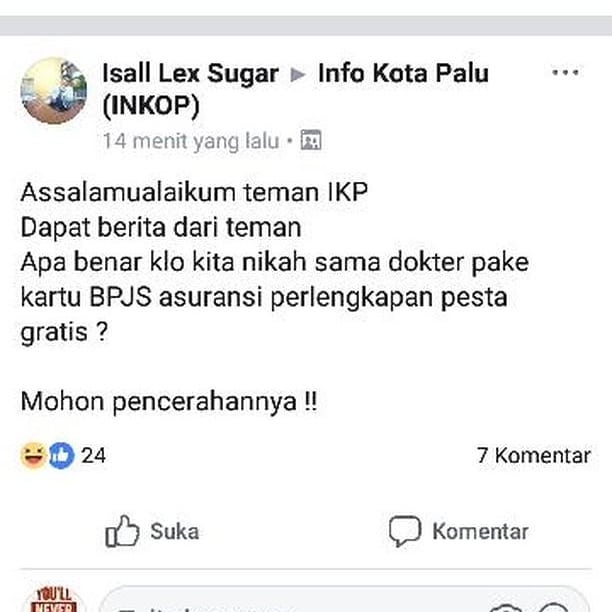 Isall Lex Sugar ▶ Info Kota Palu
(INKOP)
14 menit yang lalu •
Assalamualaikum teman IKP
Dapat berita dari teman
Apa benar klo kita nikah sama dokter pake
kartu BPJS asuransi perlengkapan pesta
gratis ?
Mohon pencerahannya !!
24
7 Komentar
Suka
Komentar
YOU'LL
NEVER